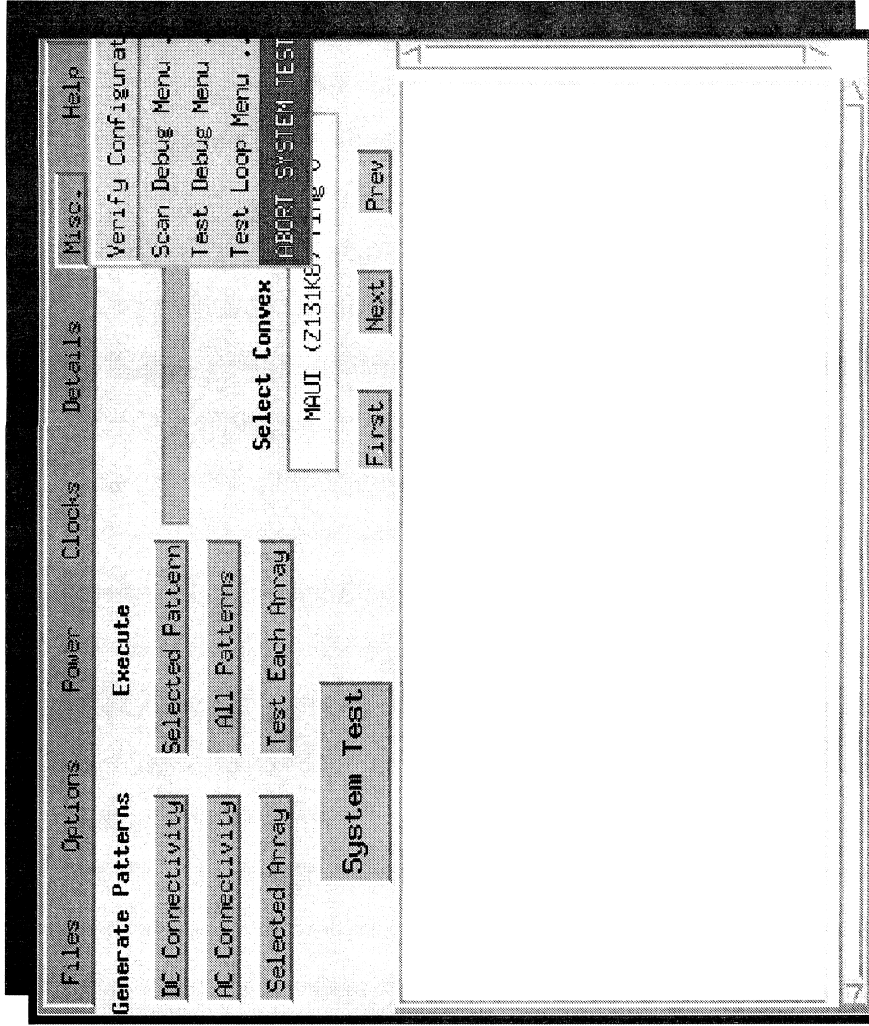 Files Options Power Clocks Details Misc. Help
Generate Patterns Execute Verify Configurat
DC Connectivity Selected Pattern Scan Debug Menu .
AC Connectivity All Patterns Test Debug Menu .
Test Loop Menu ..
Selected Array Test Each Array Select Convex ABORT SYSTEM TEST
MAUI (Z131KB)
System Test First Next Prev